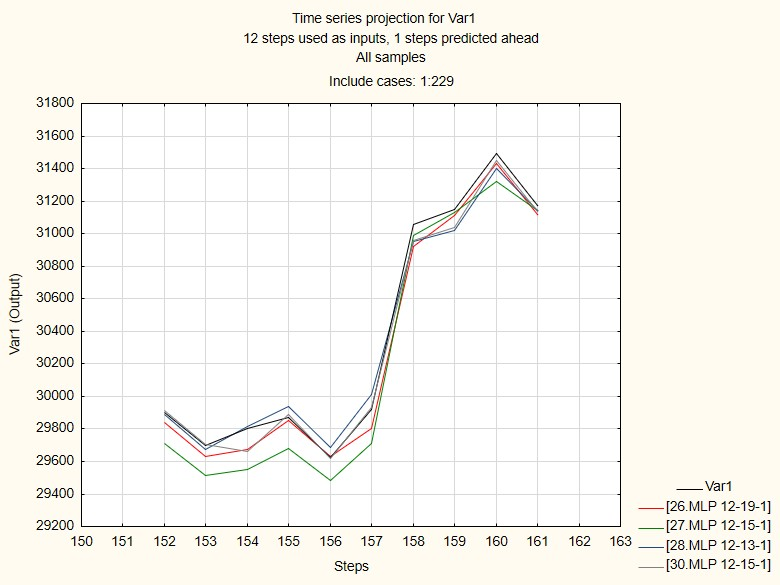 Time series projection for Var1
12 steps used as inputs, 1 steps predicted ahead
All samples
Include cases: 1:229
31800
31600
31400
31200
31000
30800
30600
30400
30200
30000
29800
29600
29400
29200
Var1 (Output)
150 151 152 153 154 155 156 157 158 159 160 161 162 163
Steps
Var1
[26.MLP 12-19-1]
[27.MLP 12-15-1]
[28.MLP 12-13-1]
[30.MLP 12-15-1]